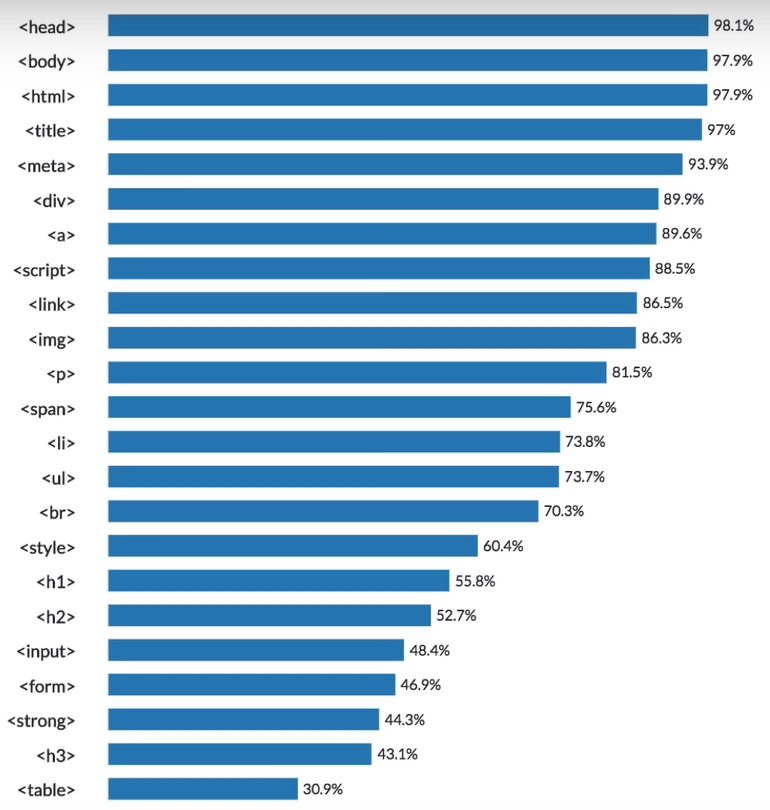 <head> 98.1%
<body> 97.9%
<html> 97.9%
<title> 97%
<meta> 93.9%
<div> 89.9%
<a> 89.6%
<script> 88.5%
<link> 86.5%
<img> 86.3%
<p> 81.5%
<span> 75.6%
<li> 73.8%
<ul> 73.7%
<br> 70.3%
<style> 60.4%
<h1> 55.8%
<h2> 52.7%
<input> 48.4%
<form> 46.9%
<strong> 44.3%
<h3> 43.1%
<table> 30.9%